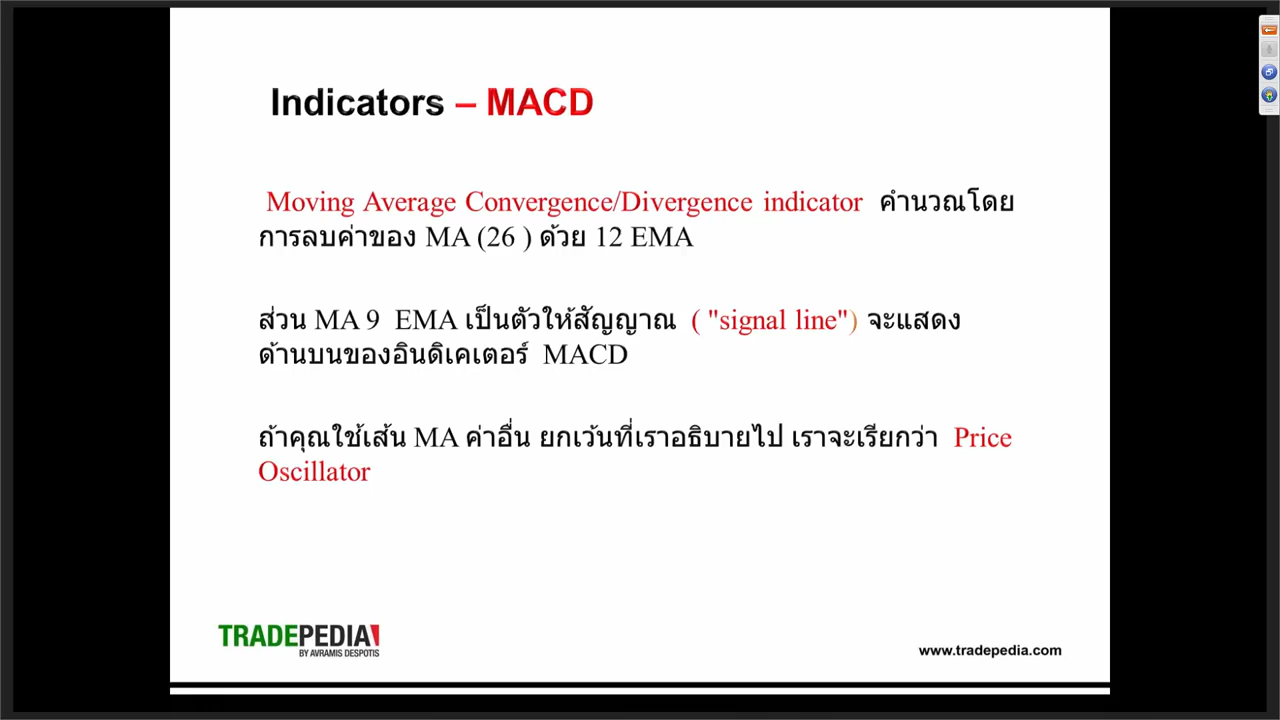 Indicators – MACD
Moving Average Convergence/Divergence indicator คำนวณโดย
การลบค่าของ MA (26 ) ด้วย 12 EMA
ส่วน MA 9 EMA เป็นตัวให้สัญญาณ ( "signal line") จะแสดง
ด้านบนของอินดิเคเตอร์ MACD
ถ้าคุณใช้เส้น MA ค่าอื่น ยกเว้นที่เราอธิบายไป เราจะเรียกว่า Price
Oscillator
TRADEPEDIA
BY AVRAMIS DESPOTIS
www.tradepedia.com